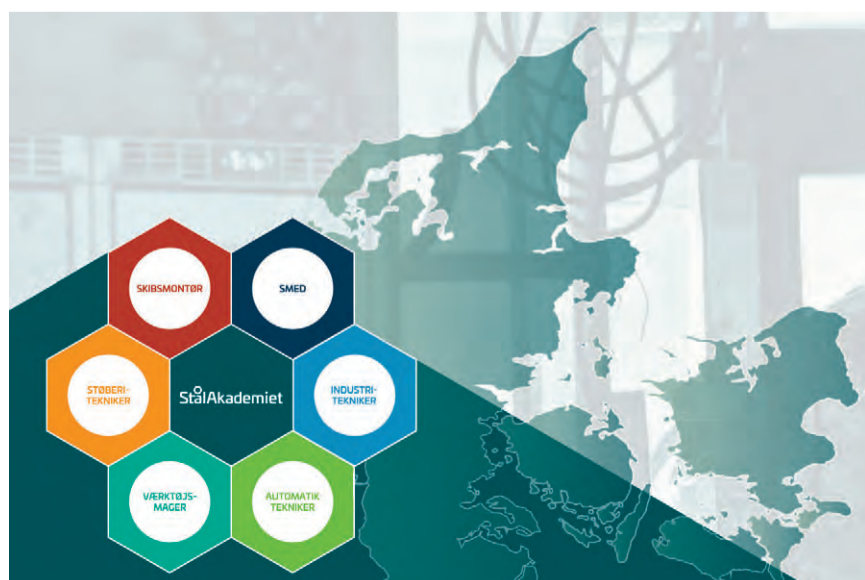 SKIBSMONTØR
SMED
STØBERI-
TEKNIKER
StålAkademiet
INDUSTRI-
TEKNIKER
VÆRKTØJS-
MAGER
AUTOMATIK
TEKNIKER